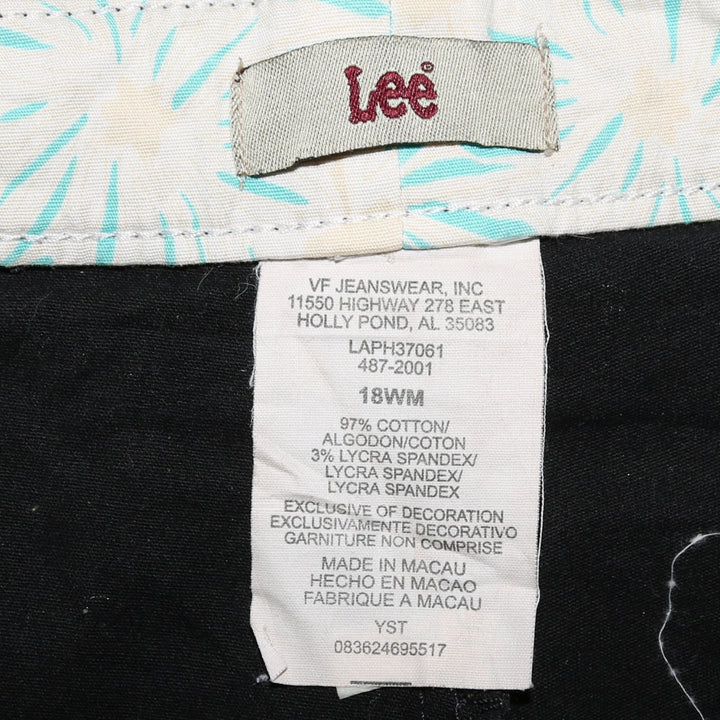 Lee
VF JEANSWEAR, INC
11550 HIGHWAY 278 EAST
HOLLY POND, AL 35083
LAPH37061
487-2001
18WM
97% COTTON/
ALGODON/COTON
3% LYCRA SPANDEX/
LYCRA SPANDEX/
LYCRA SPANDEX
EXCLUSIVE OF DECORATION
EXCLUSIVAMENTE DECORATIVO
GARNITURE NON COMPRISE
MADE IN MACAU
HECHO EN MACAO
FABRIQUE A MACAU
YST
083624695517